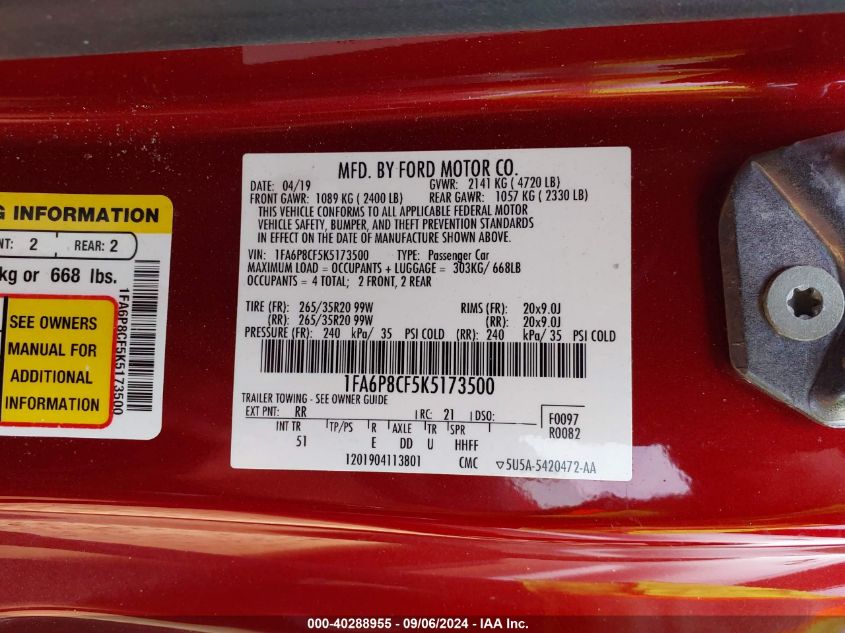 MFD. BY FORD MOTOR CO.
DATE: 04/19 GVWR: 2141 KG ( 4720 LB)
FRONT GAWR: 1089 KG ( 2400 LB) REAR GAWR: 1057 KG ( 2330 LB)
THIS VEHICLE CONFORMS TO ALL APPLICABLE FEDERAL MOTOR
VEHICLE SAFETY, BUMPER, AND THEFT PREVENTION STANDARDS
IN EFFECT ON THE DATE OF MANUFACTURE SHOWN ABOVE.
VIN: 1FA6P8CF5K5173500 TYPE: Passenger Car
MAXIMUM LOAD = OCCUPANTS + LUGGAGE = 303KG/ 668LB
OCCUPANTS = 4 TOTAL; 2 FRONT, 2 REAR
TIRE (FR): 265/35R20 99W RIMS (FR): 20x9.0J
(RR): 265/35R20 99W (RR): 20x9.0J
PRESSURE (FR): 240 kPa/ 35 PSI COLD (RR): 240 kPa/ 35 PSI COLD
1FA6P8CF5K5173500
TRAILER TOWING - SEE OWNER GUIDE
EXT PNT: RR RC: 21 DSO: F0097
INT TR TP/PS R AXLE TR SPR R0082
51 E DD U HHFF
1201904113801 CMC ▽5U5A-5420472-AA
G INFORMATION
NT: 2 REAR: 2
kg or 668 lbs.
SEE OWNERS
MANUAL FOR
ADDITIONAL
INFORMATION
1FA6P8CF5K5173500
000-40288955 - 09/06/2024 - IAA Inc.